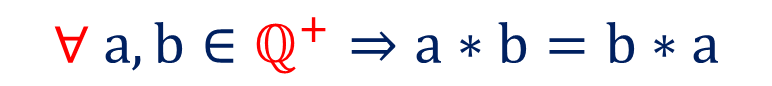 ∀ a, b ∈ ℚ⁺ ⇒ a ∗ b = b ∗ a